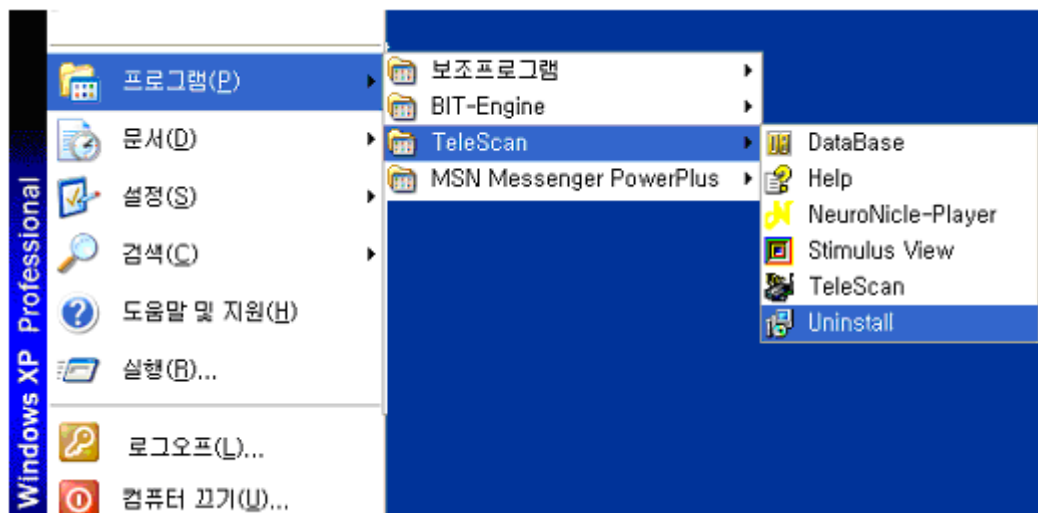 Windows XP Professional
프로그램(P)
문서(D)
설정(S)
검색(C)
도움말 및 지원(H)
실행(R)...
로그오프(L)...
컴퓨터 끄기(U)...
보조프로그램
BIT-Engine
TeleScan
MSN Messenger PowerPlus
DataBase
Help
NeuroNicle-Player
Stimulus View
TeleScan
Uninstall